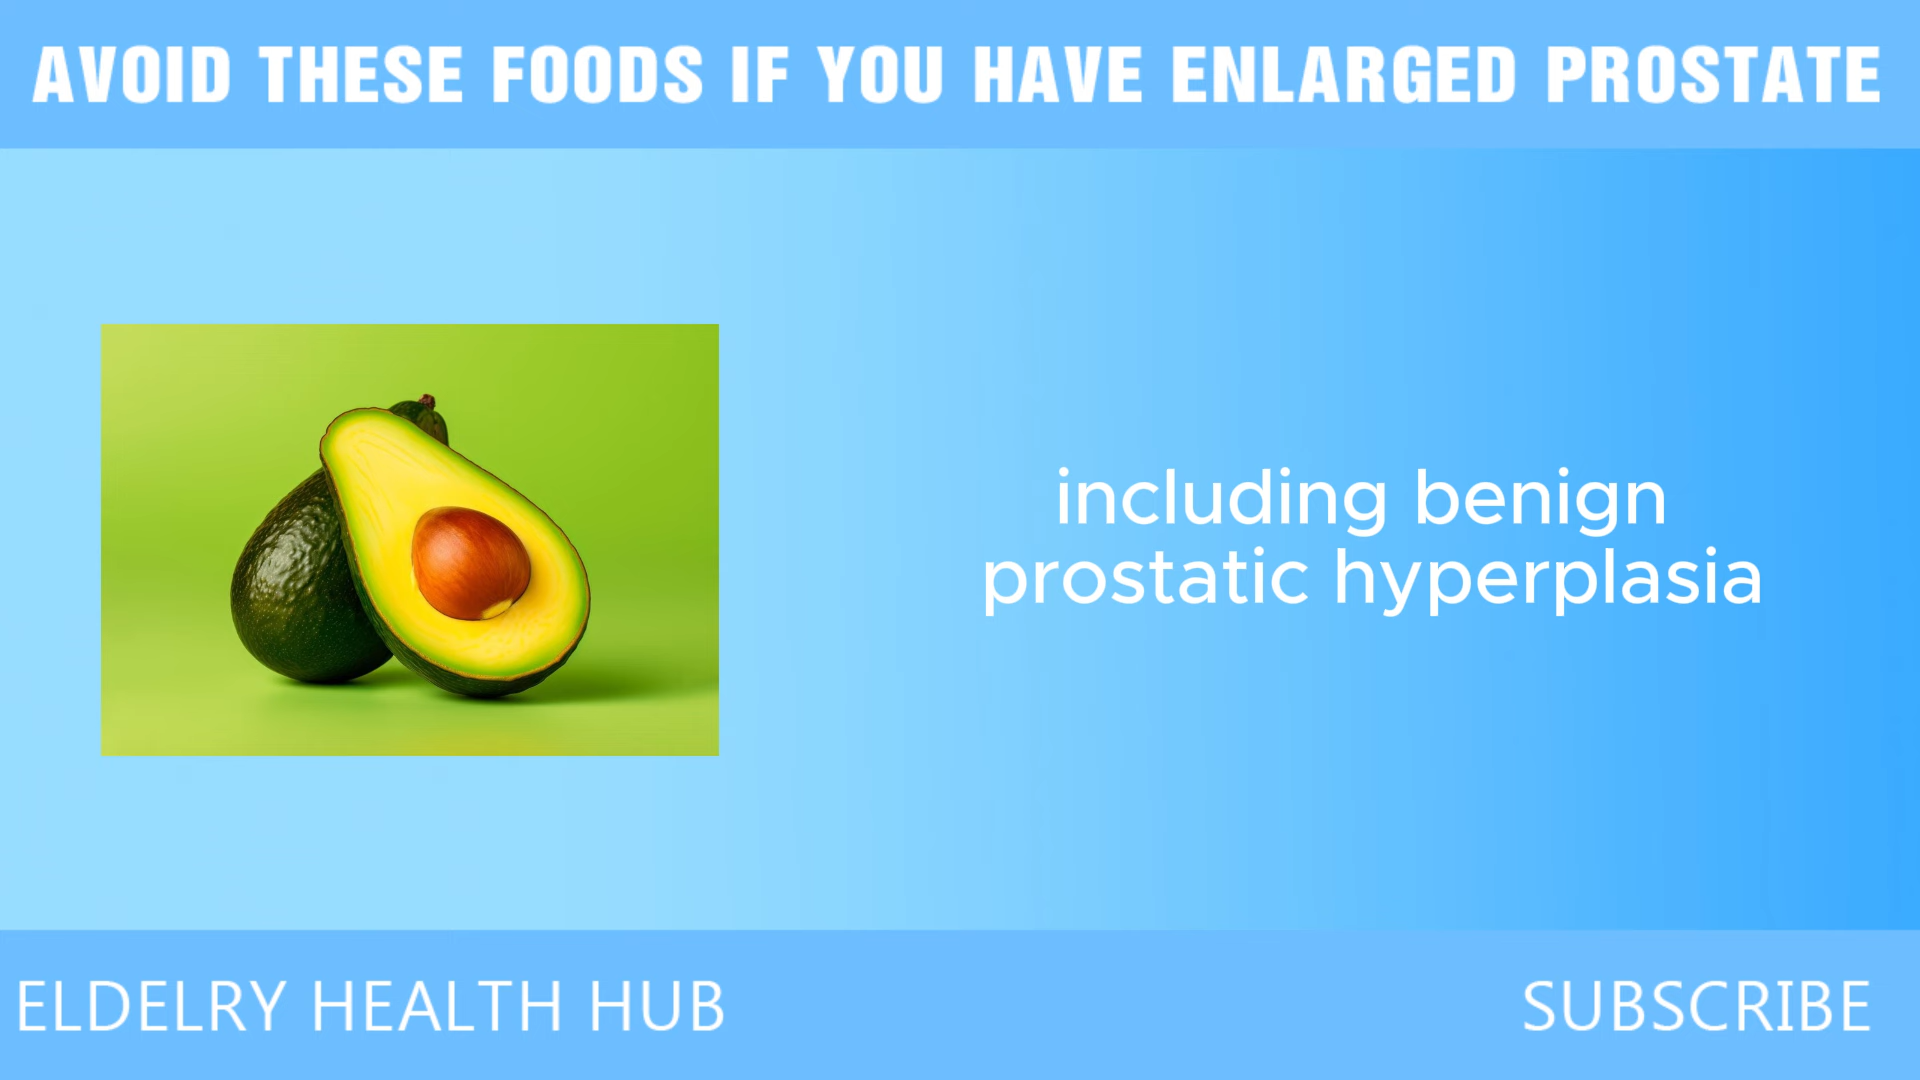 AVOID THESE FOODS IF YOU HAVE ENLARGED PROSTATE
including benign
prostatic hyperplasia
ELDELRY HEALTH HUB
SUBSCRIBE